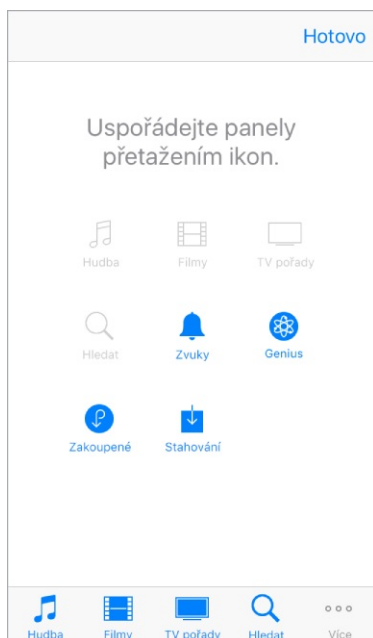 Hotovo
Uspořádejte panely
přetažením ikon.
Hudba Filmy TV pořady
Hledat Zvuky Genius
Zakoupené Stahování
Hudba Filmy TV pořady Hledat Více